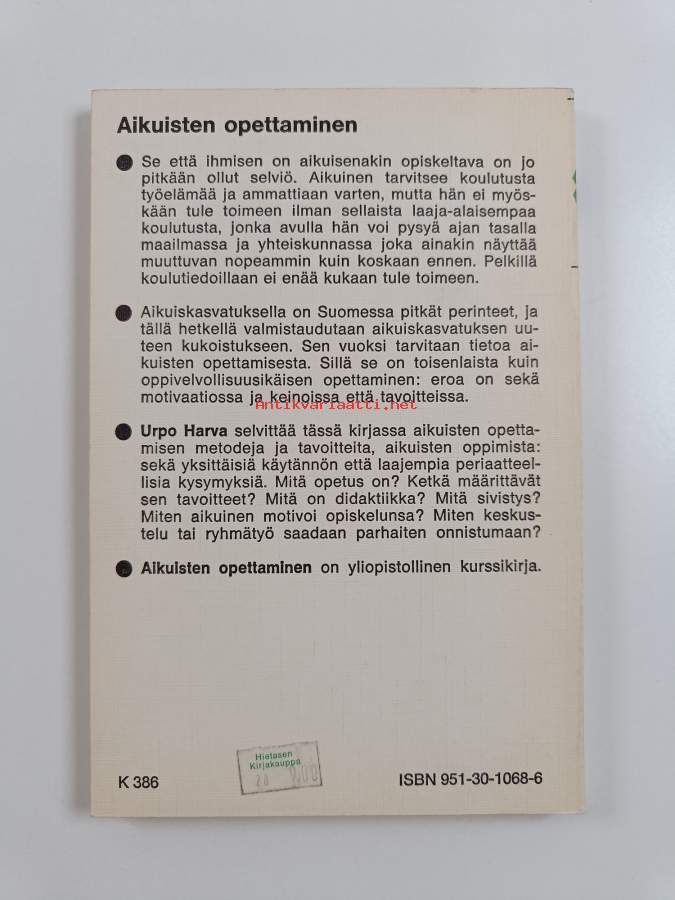 Aikuisten opettaminen
● Se että ihmisen on aikuisenakin opiskeltava on jo
pitkään ollut selviö. Aikuinen tarvitsee koulutusta
työelämää ja ammattiaan varten, mutta hän ei myös-
kään tule toimeen ilman sellaista laaja-alaisempaa
koulutusta, jonka avulla hän voi pysyä ajan tasalla
maailmassa ja yhteiskunnassa joka ainakin näyttää
muuttuvan nopeammin kuin koskaan ennen. Pelkillä
koulutiedoillaan ei enää kukaan tule toimeen.
● Aikuiskasvatuksella on Suomessa pitkät perinteet, ja
tällä hetkellä valmistaudutaan aikuiskasvatuksen uu-
teen kukoistukseen. Sen vuoksi tarvitaan tietoa ai-
kuisten opettamisesta. Sillä se on toisenlaista kuin
oppivelvollisuusikäisen opettaminen: eroa on sekä
motivaatiossa ja keinoissa että tavoitteissa.
Antikvariaatti.net
● Urpo Harva selvittää tässä kirjassa aikuisten opetta-
misen metodeja ja tavoitteita, aikuisten oppimista:
sekä yksittäisiä käytännön että laajempia periaatteel-
lisia kysymyksiä. Mitä opetus on? Ketkä määrittävät
sen tavoitteet? Mitä on didaktiikka? Mitä sivistys?
Miten aikuinen motivoi opiskelunsa? Miten keskus-
telu tai ryhmätyö saadaan parhaiten onnistumaan?
● Aikuisten opettaminen on yliopistollinen kurssikirja.
Hietasen
Kirjakauppa
K 386
ISBN 951-30-1068-6